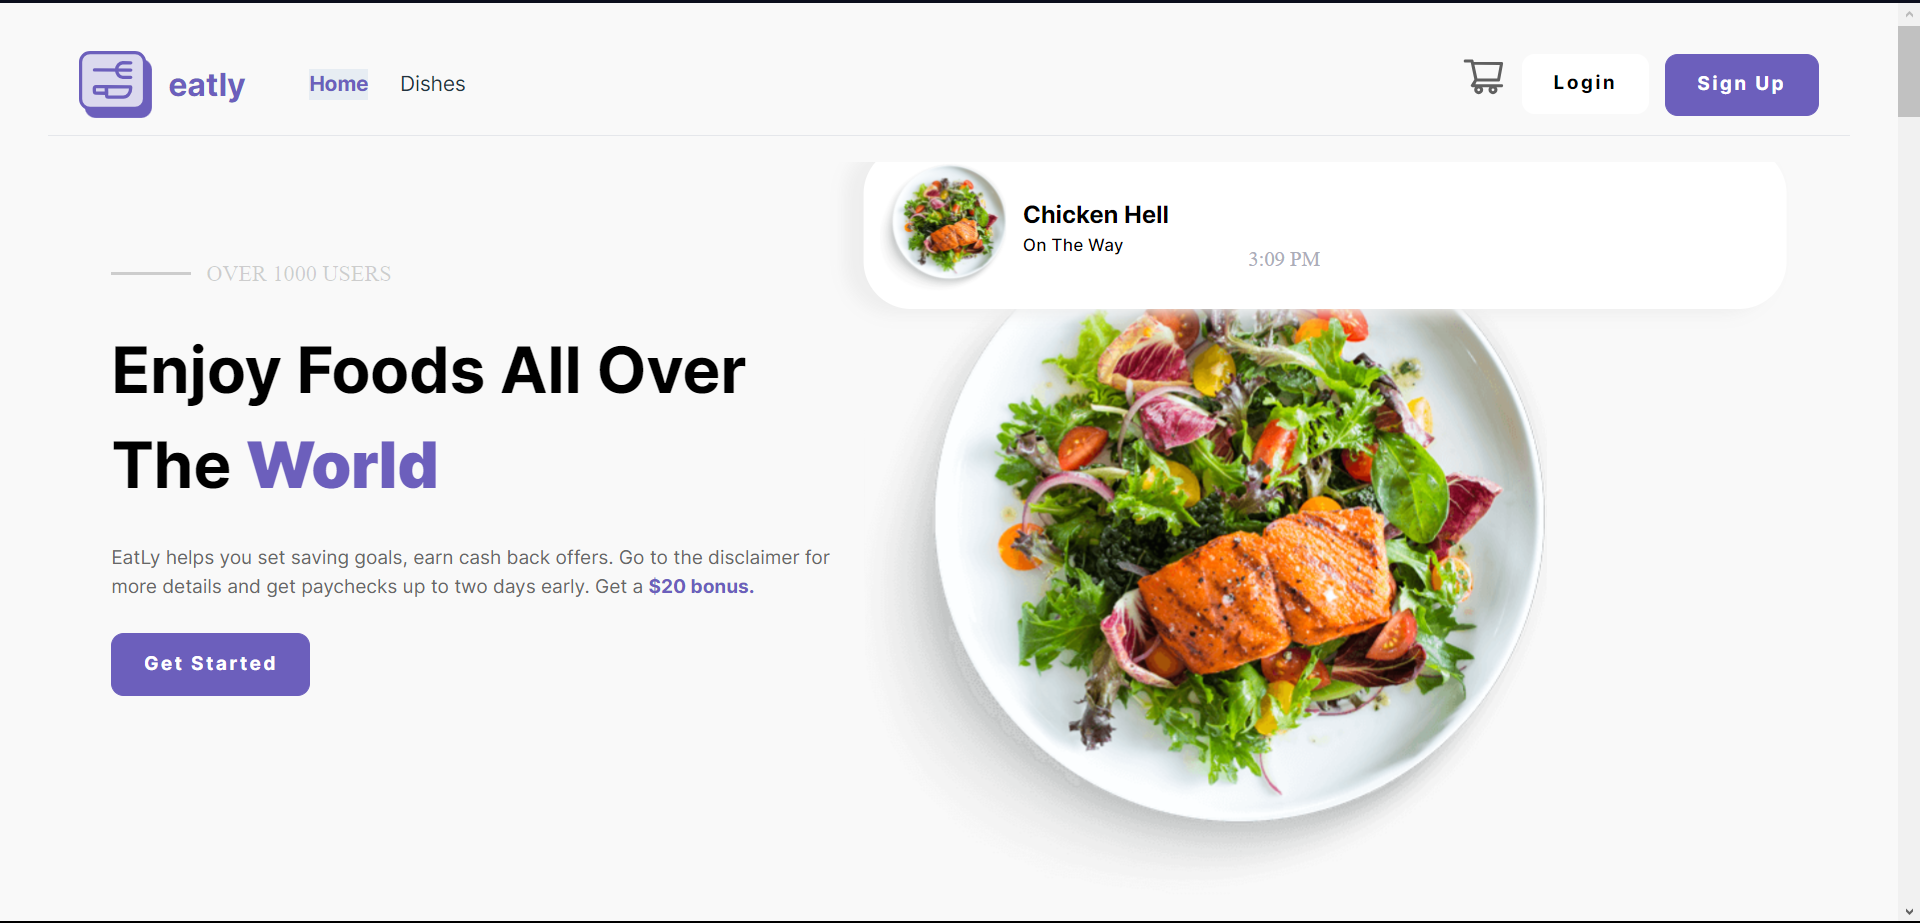 eatly
Home
Dishes
Login
Sign Up
Chicken Hell
On The Way
3:09 PM
OVER 1000 USERS
Enjoy Foods All Over
The World
EatLy helps you set saving goals, earn cash back offers. Go to the disclaimer for
more details and get paychecks up to two days early. Get a $20 bonus.
Get Started